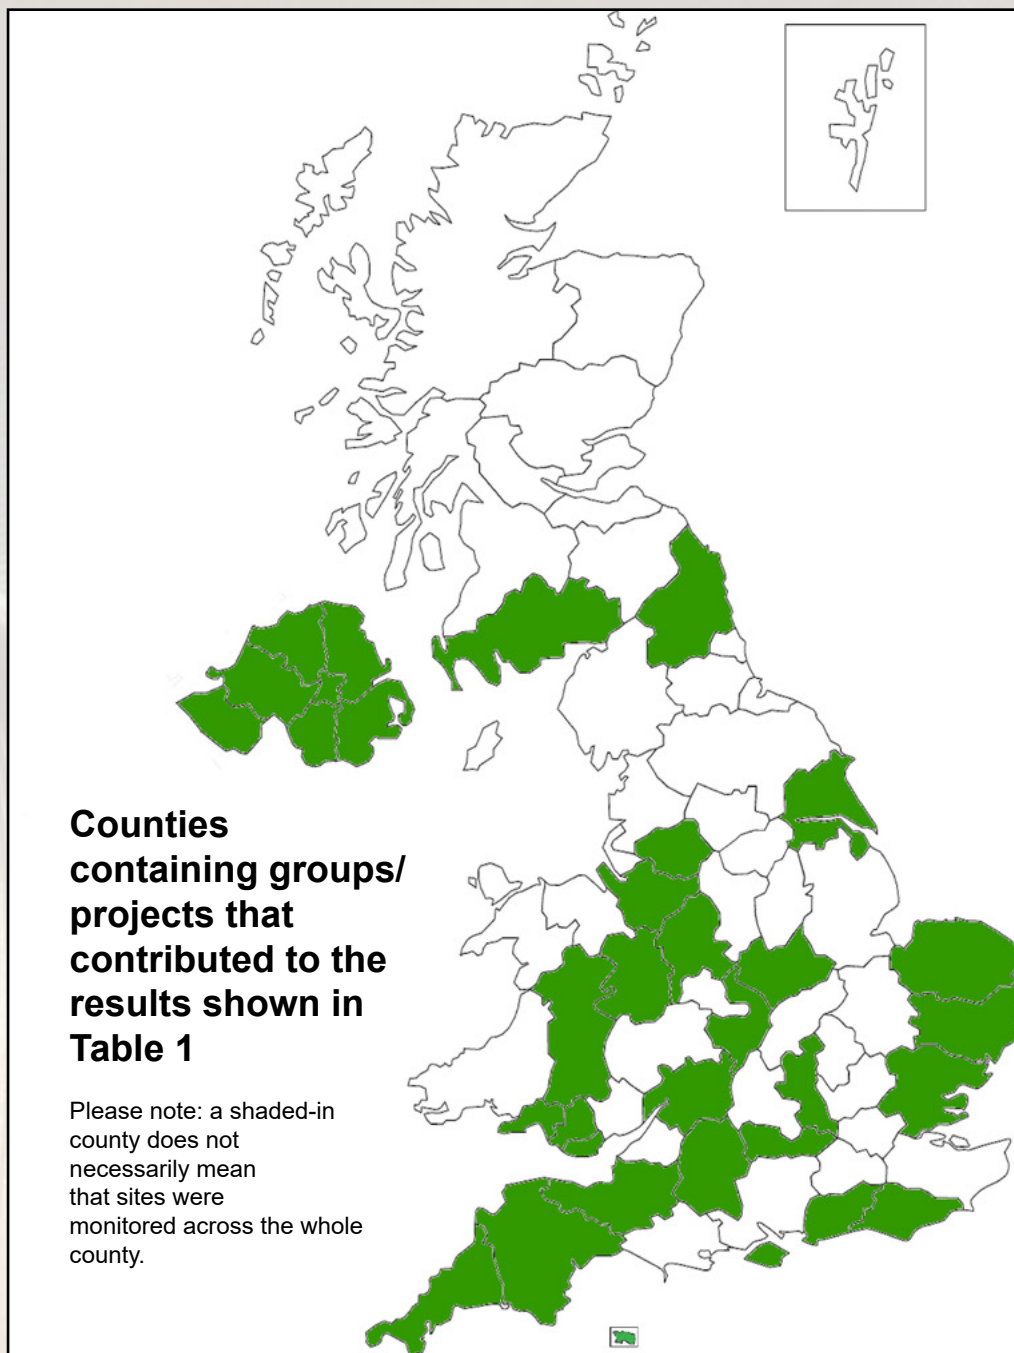 Counties
containing groups/
projects that
contributed to the
results shown in
Table 1
Please note: a shaded-in
county does not
necessarily mean
that sites were
monitored across the whole
county.